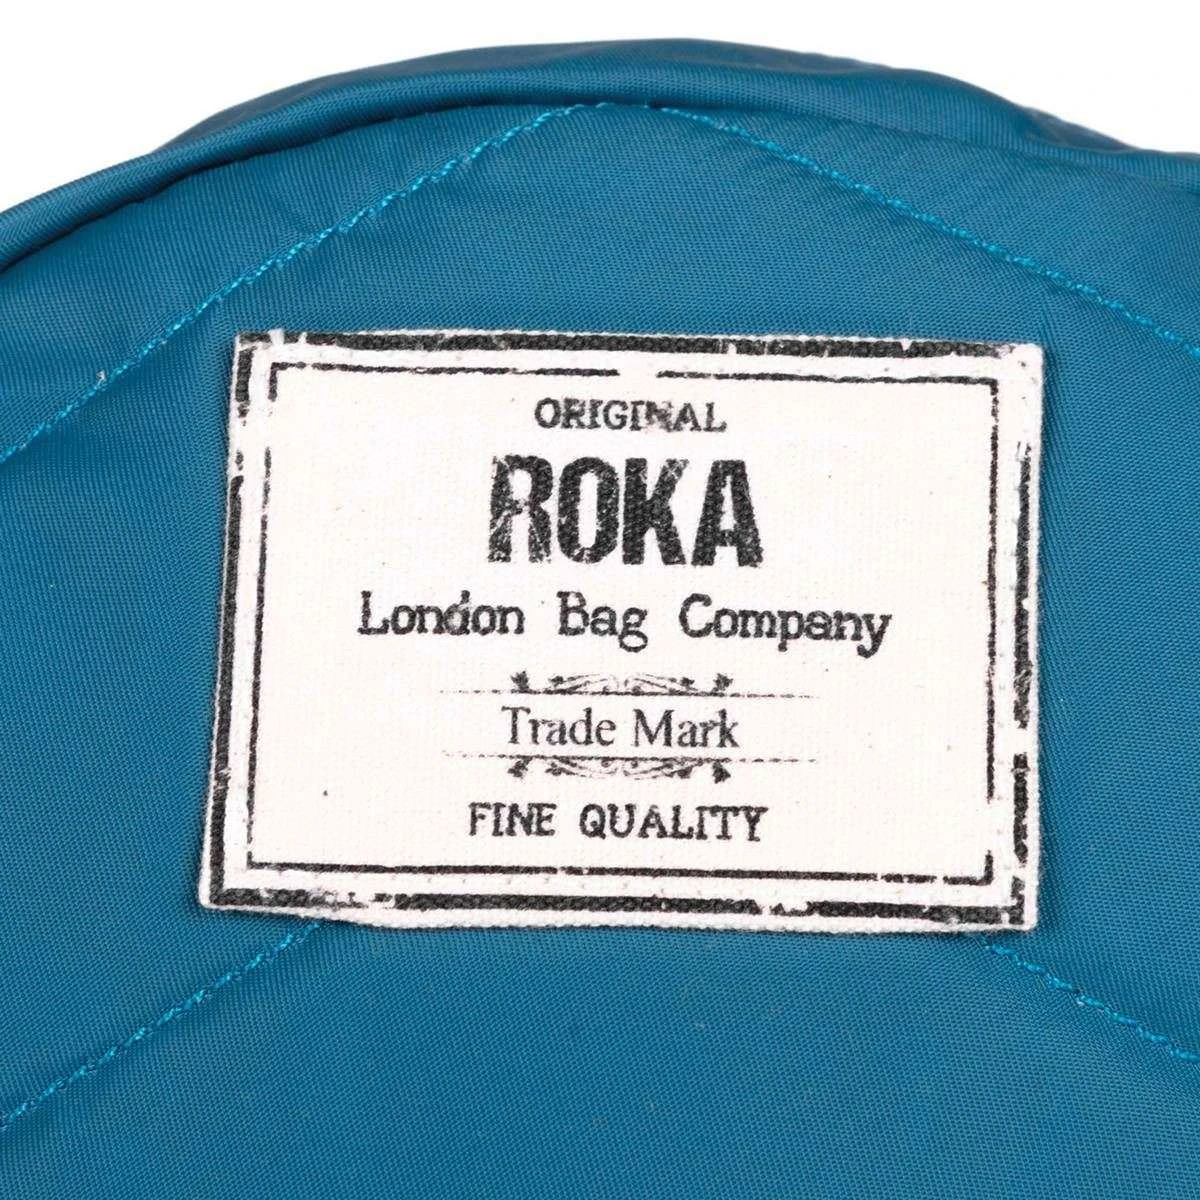 ORIGINAL
ROKA
London Bag Company
Trade Mark
FINE QUALITY